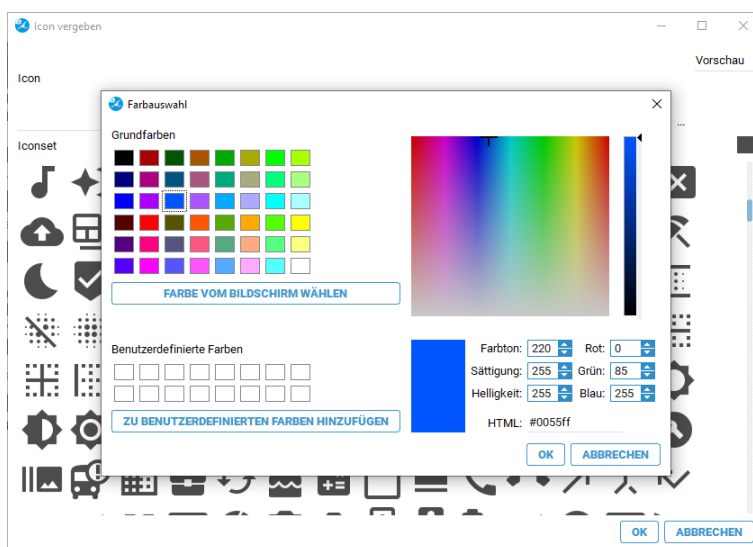 Icon vergeben
Vorschau
Icon
...
Iconset
Farbauswahl
Grundfarben
FARBE VOM BILDSCHIRM WÄHLEN
Benutzerdefinierte Farben
ZU BENUTZERDEFINIERTEN FARBEN HINZUFÜGEN
Farbton: 220 Rot: 0
Sättigung: 255 Grün: 85
Helligkeit: 255 Blau: 255
HTML: #0055ff
OK ABBRECHEN
OK ABBRECHEN